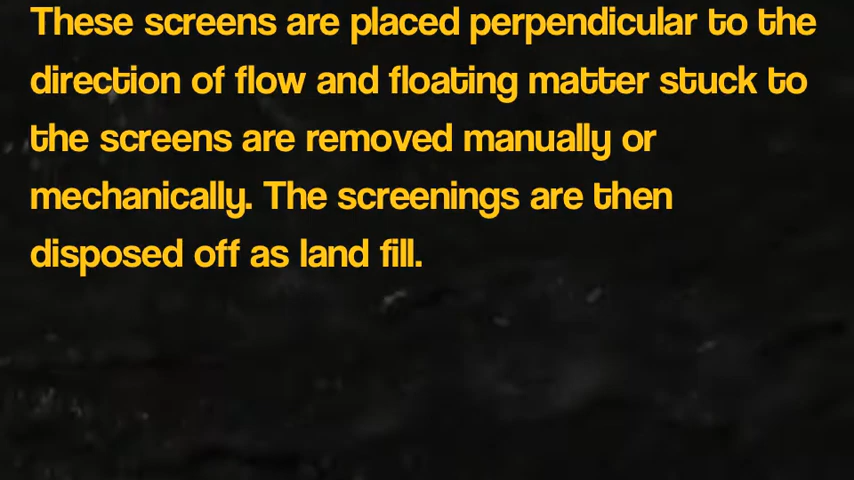 These screens are placed perpendicular to the
direction of flow and floating matter stuck to
the screens are removed manually or
mechanically. The screenings are then
disposed off as land fill.